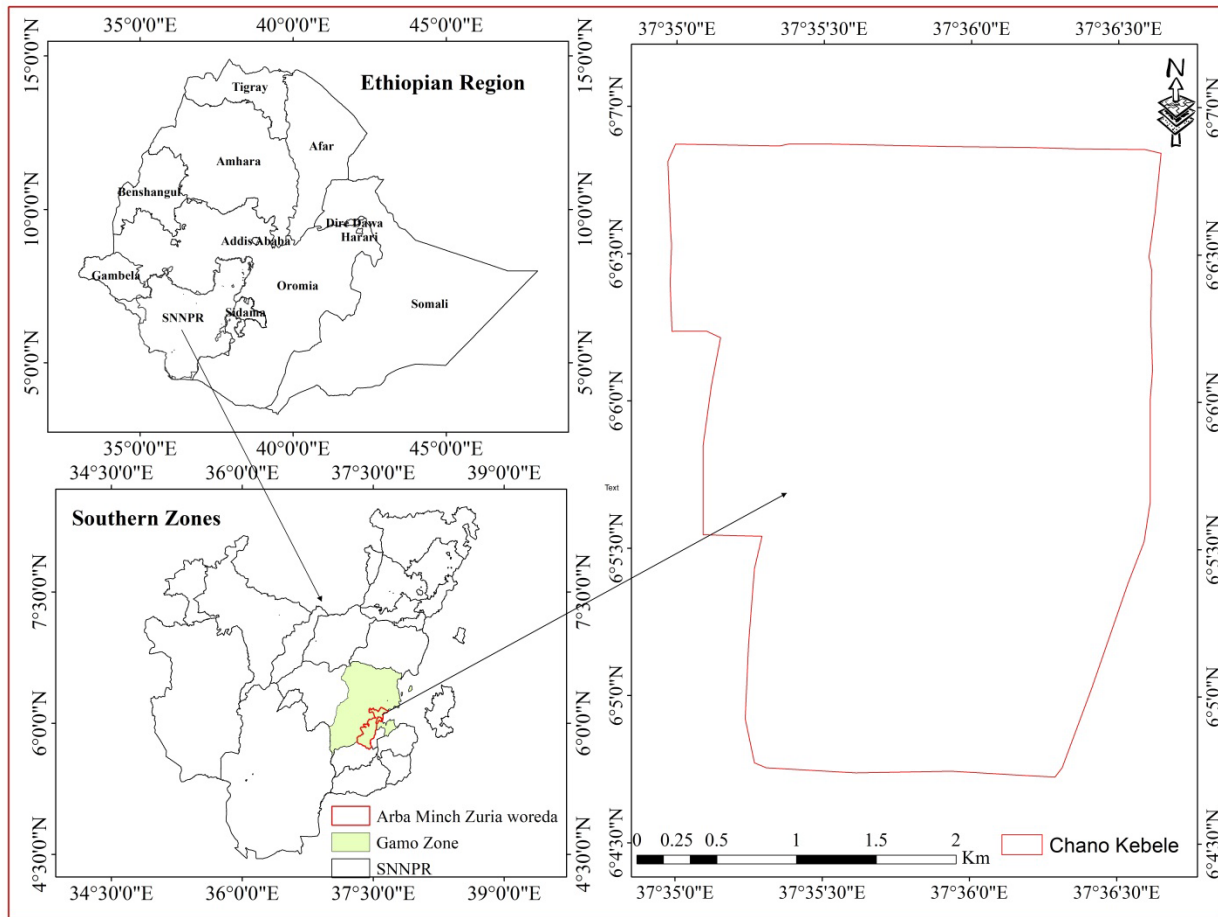 35°0'0"E 40°0'0"E 45°0'0"E
15°0'0"N
10°0'0"N
5°0'0"N
Ethiopian Region
Tigray
Afar
Amhara
Benshangul
Dire Dawa
Harari
Addis Ababa
Gambela
Oromia
Somali
SNNPR
Sidama
15°0'0"N
10°0'0"N
5°0'0"N
35°0'0"E 40°0'0"E 45°0'0"E
34°30'0"E 36°0'0"E 37°30'0"E 39°0'0"E
7°30'0"N
6°0'0"N
4°30'0"N
Southern Zones
Arba Minch Zuria woreda
Gamo Zone
SNNPR
7°30'0"N
6°0'0"N
4°30'0"N
34°30'0"E 36°0'0"E 37°30'0"E 39°0'0"E
Text
37°35'0"E 37°35'30"E 37°36'0"E 37°36'30"E
6°7'0"N
6°6'30"N
6°6'0"N
6°5'30"N
6°5'0"N
6°4'30"N
N
6°7'0"N
6°6'30"N
6°6'0"N
6°5'30"N
6°5'0"N
6°4'30"N
0 0.25 0.5 1 1.5 2
Km
Chano Kebele
37°35'0"E 37°35'30"E 37°36'0"E 37°36'30"E